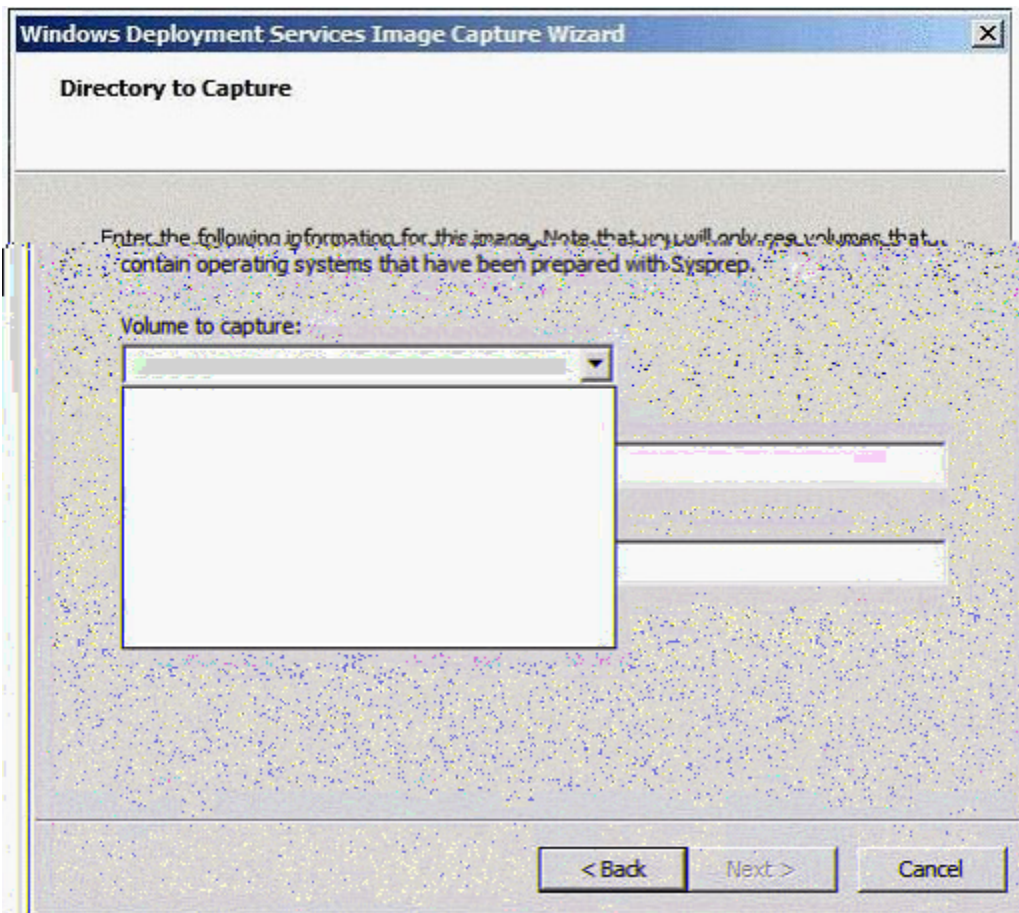 Windows Deployment Services Image Capture Wizard
Directory to Capture
Enter the following information for this image. Note that you will only see volumes that
contain operating systems that have been prepared with Sysprep.
Volume to capture:
< Back
Next >
Cancel